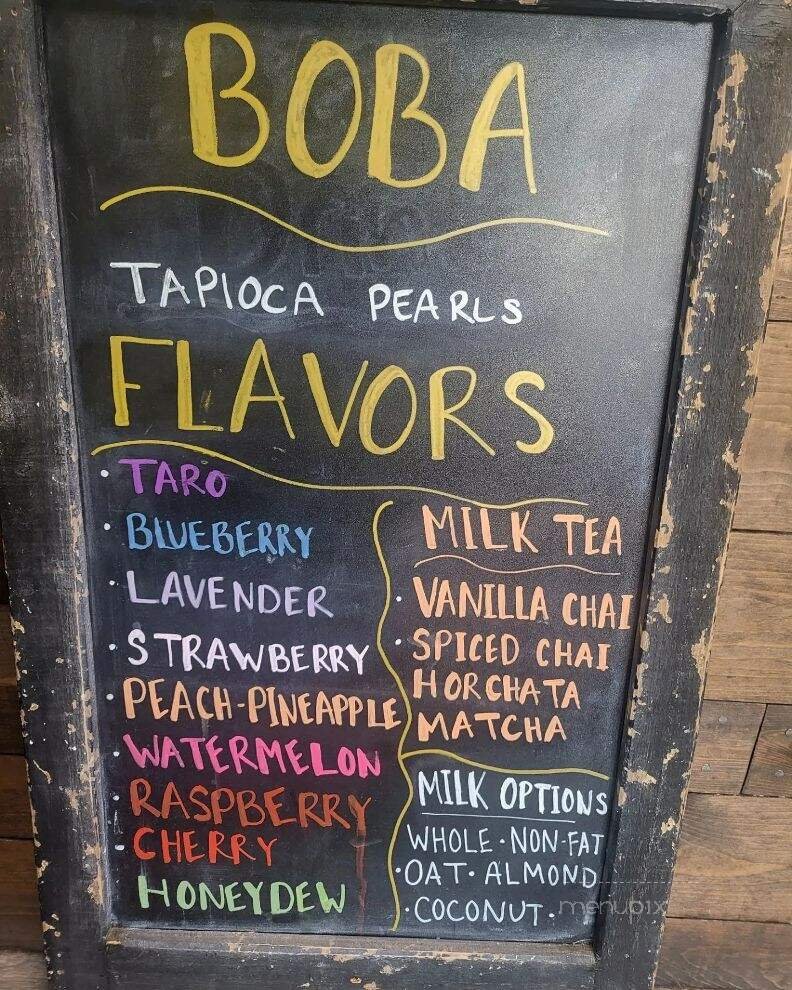 BOBA
TAPIOCA PEARLS
FLAVORS
• TARO
• BLUEBERRY
• LAVENDER
• STRAWBERRY
• PEACH-PINEAPPLE
• WATERMELON
• RASPBERRY
• CHERRY
HONEYDEW
MILK TEA
• VANILLA CHAI
• SPICED CHAI
HORCHATA
MATCHA
MILK OPTIONS
WHOLE • NON-FAT
• OAT • ALMOND
• COCONUT •
menupix